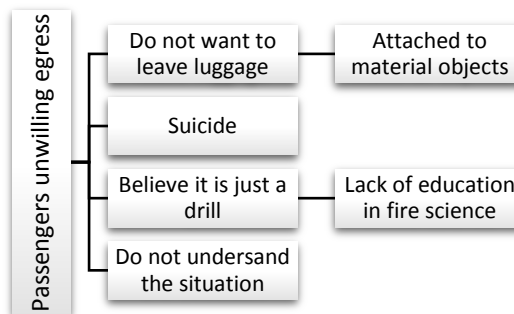 Passengers unwilling egress
Do not want to
leave luggage
Attached to
material objects
Suicide
Believe it is just a
drill
Lack of education
in fire science
Do not undersand
the situation